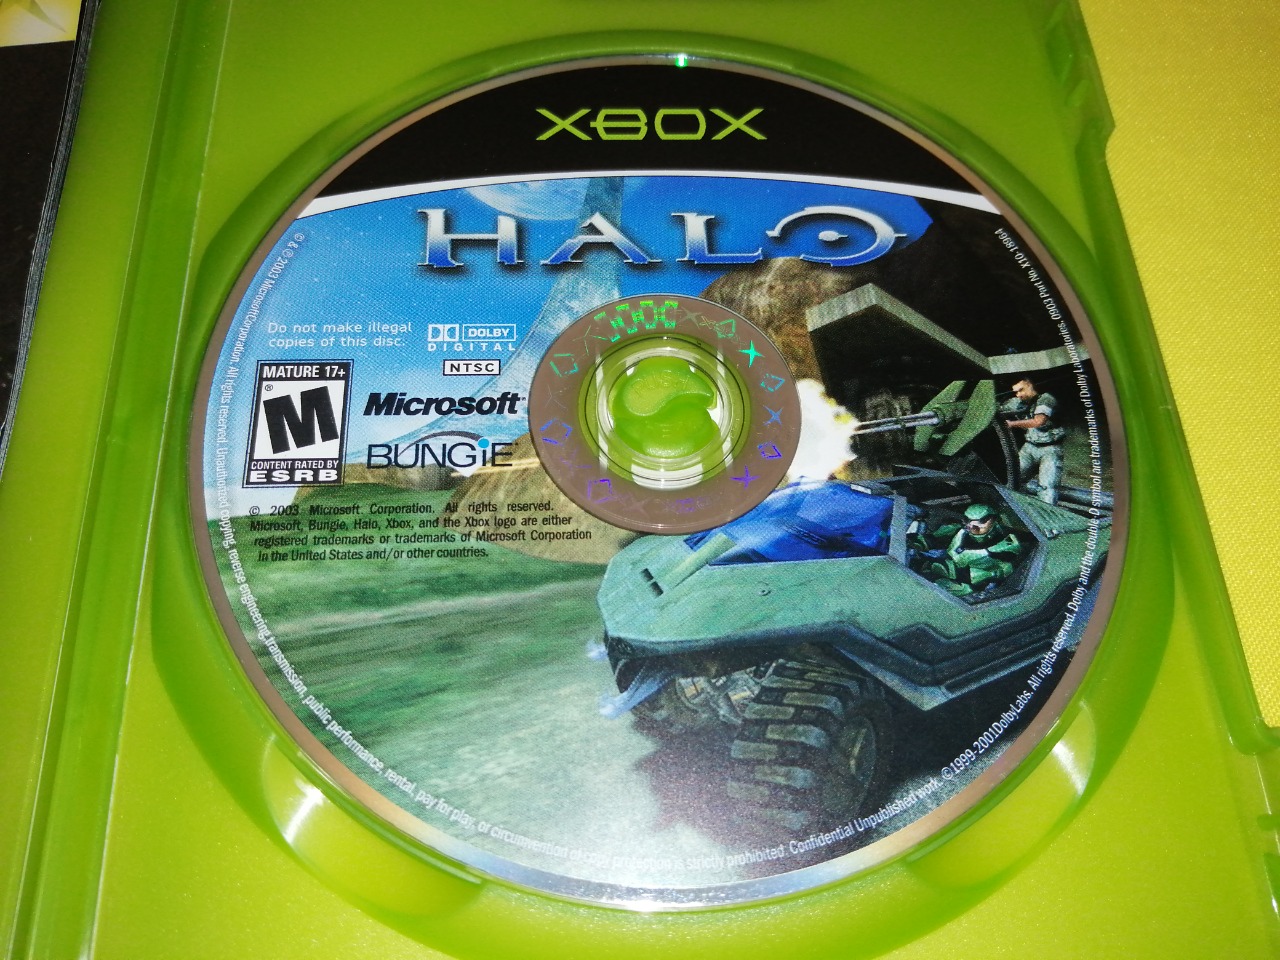 XBOX
HALO
Do not make illegal
copies of this disc.
DOLBY
DIGITAL
NTSC
MATURE 17+
M
®
CONTENT RATED BY
ESRB
Microsoft
BUNGiE
© 2003 Microsoft Corporation. All rights reserved.
Microsoft, Bungie, Halo, Xbox, and the Xbox logo are either
registered trademarks or trademarks of Microsoft Corporation
in the United States and/or other countries.
© & ℗ 2003 Microsoft Corporation. All rights reserved. Unauthorized copying, reverse engineering, transmission, public performance, rental, pay for play, or circumvention of copy protection is strictly prohibited. Confidential Unpublished work. ©1999-2001 Dolby Labs. All rights reserved. Dolby and the double D symbol are trademarks of Dolby Laboratories. 0903 Part No. X10-18964